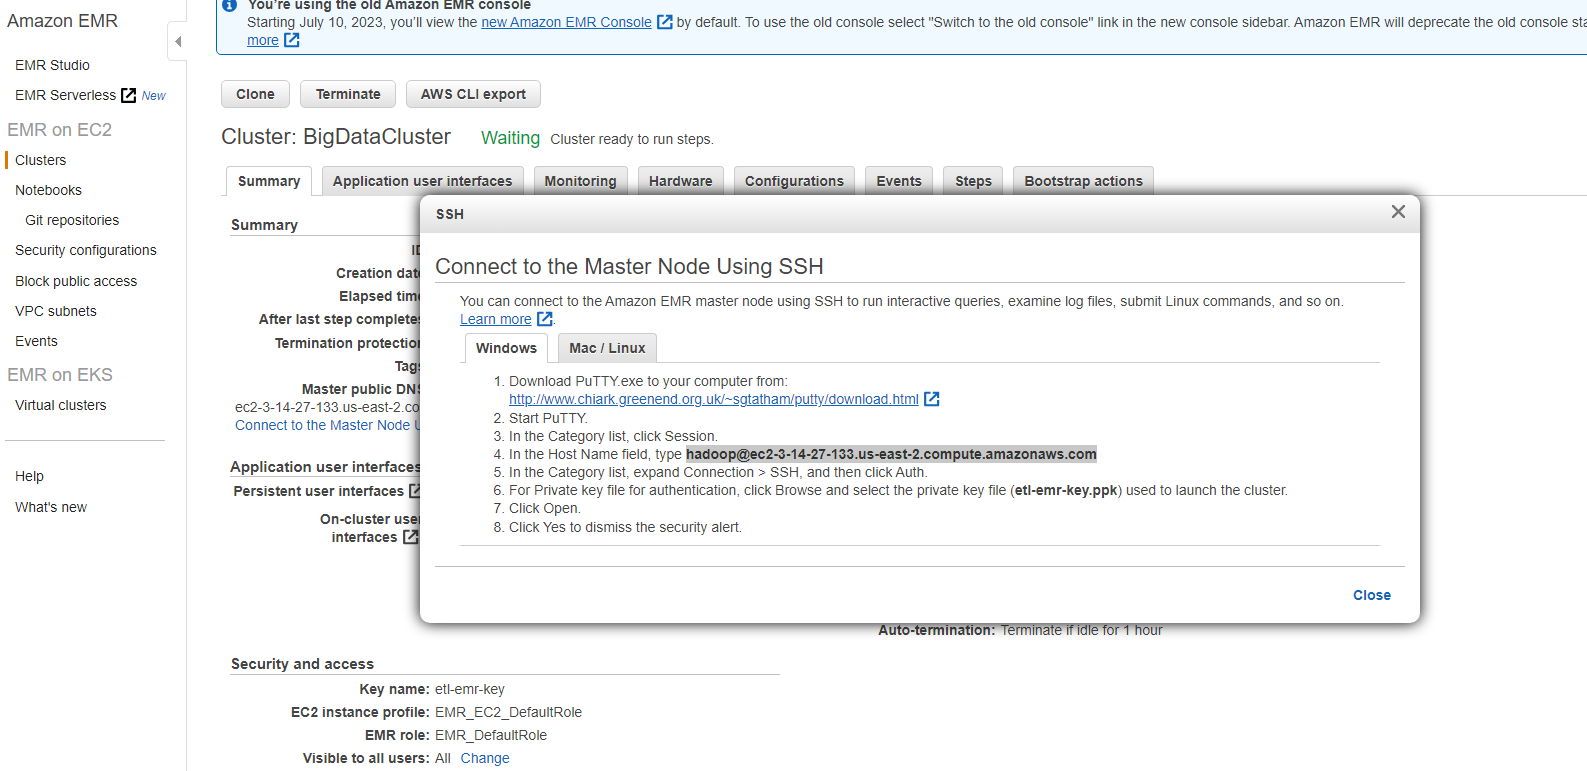 Amazon EMR
EMR Studio
EMR Serverless New
EMR on EC2
Clusters
Notebooks
Git repositories
Security configurations
Block public access
VPC subnets
Events
EMR on EKS
Virtual clusters
Help
What's new
You're using the old Amazon EMR console
Starting July 10, 2023, you'll view the new Amazon EMR Console by default. To use the old console select "Switch to the old console" link in the new console sidebar. Amazon EMR will deprecate the old console sta
more
Clone Terminate AWS CLI export
Cluster: BigDataCluster Waiting Cluster ready to run steps.
Summary Application user interfaces Monitoring Hardware Configurations Events Steps Bootstrap actions
Summary
ID
Creation date
Elapsed time
After last step completes
Termination protection
Tags
Master public DNS
ec2-3-14-27-133.us-east-2.co
Connect to the Master Node U
Application user interfaces
Persistent user interfaces
On-cluster user
interfaces
SSH
Connect to the Master Node Using SSH
You can connect to the Amazon EMR master node using SSH to run interactive queries, examine log files, submit Linux commands, and so on.
Learn more.
Windows Mac / Linux
1. Download PuTTY.exe to your computer from:
http://www.chiark.greenend.org.uk/~sgtatham/putty/download.html
2. Start PuTTY.
3. In the Category list, click Session.
4. In the Host Name field, type hadoop@ec2-3-14-27-133.us-east-2.compute.amazonaws.com
5. In the Category list, expand Connection > SSH, and then click Auth.
6. For Private key file for authentication, click Browse and select the private key file (etl-emr-key.ppk) used to launch the cluster.
7. Click Open.
8. Click Yes to dismiss the security alert.
Close
Auto-termination: Terminate if idle for 1 hour
Security and access
Key name: etl-emr-key
EC2 instance profile: EMR_EC2_DefaultRole
EMR role: EMR_DefaultRole
Visible to all users: All Change